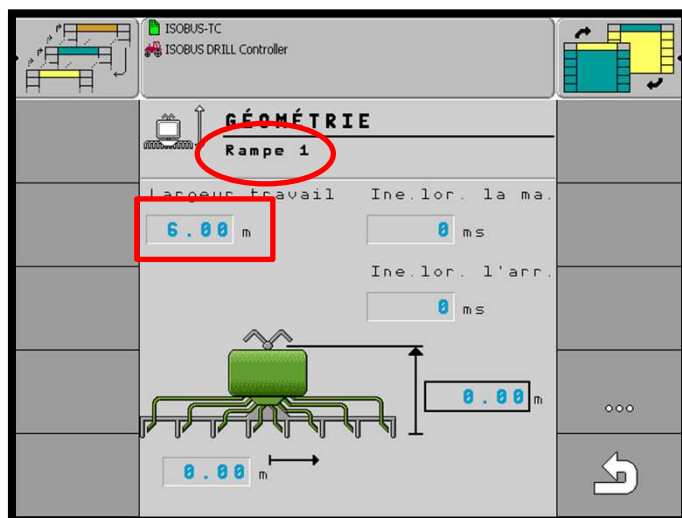 ISOBUS-TC
ISOBUS DRILL Controller
GÉOMÉTRIE
Rampe 1
Largeur travail
Ine.lor. la ma.
6.00 m
0 ms
Ine.lor. l'arr.
0 ms
0.00 m
0.00 m